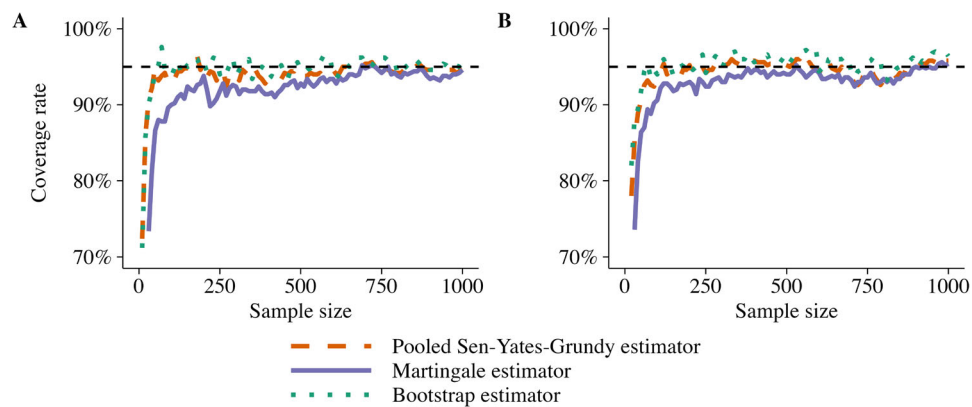 A
B
Coverage rate
100%
90%
80%
70%
0 250 500 750 1000
Sample size
100%
90%
80%
70%
0 250 500 750 1000
Sample size
Pooled Sen-Yates-Grundy estimator
Martingale estimator
Bootstrap estimator